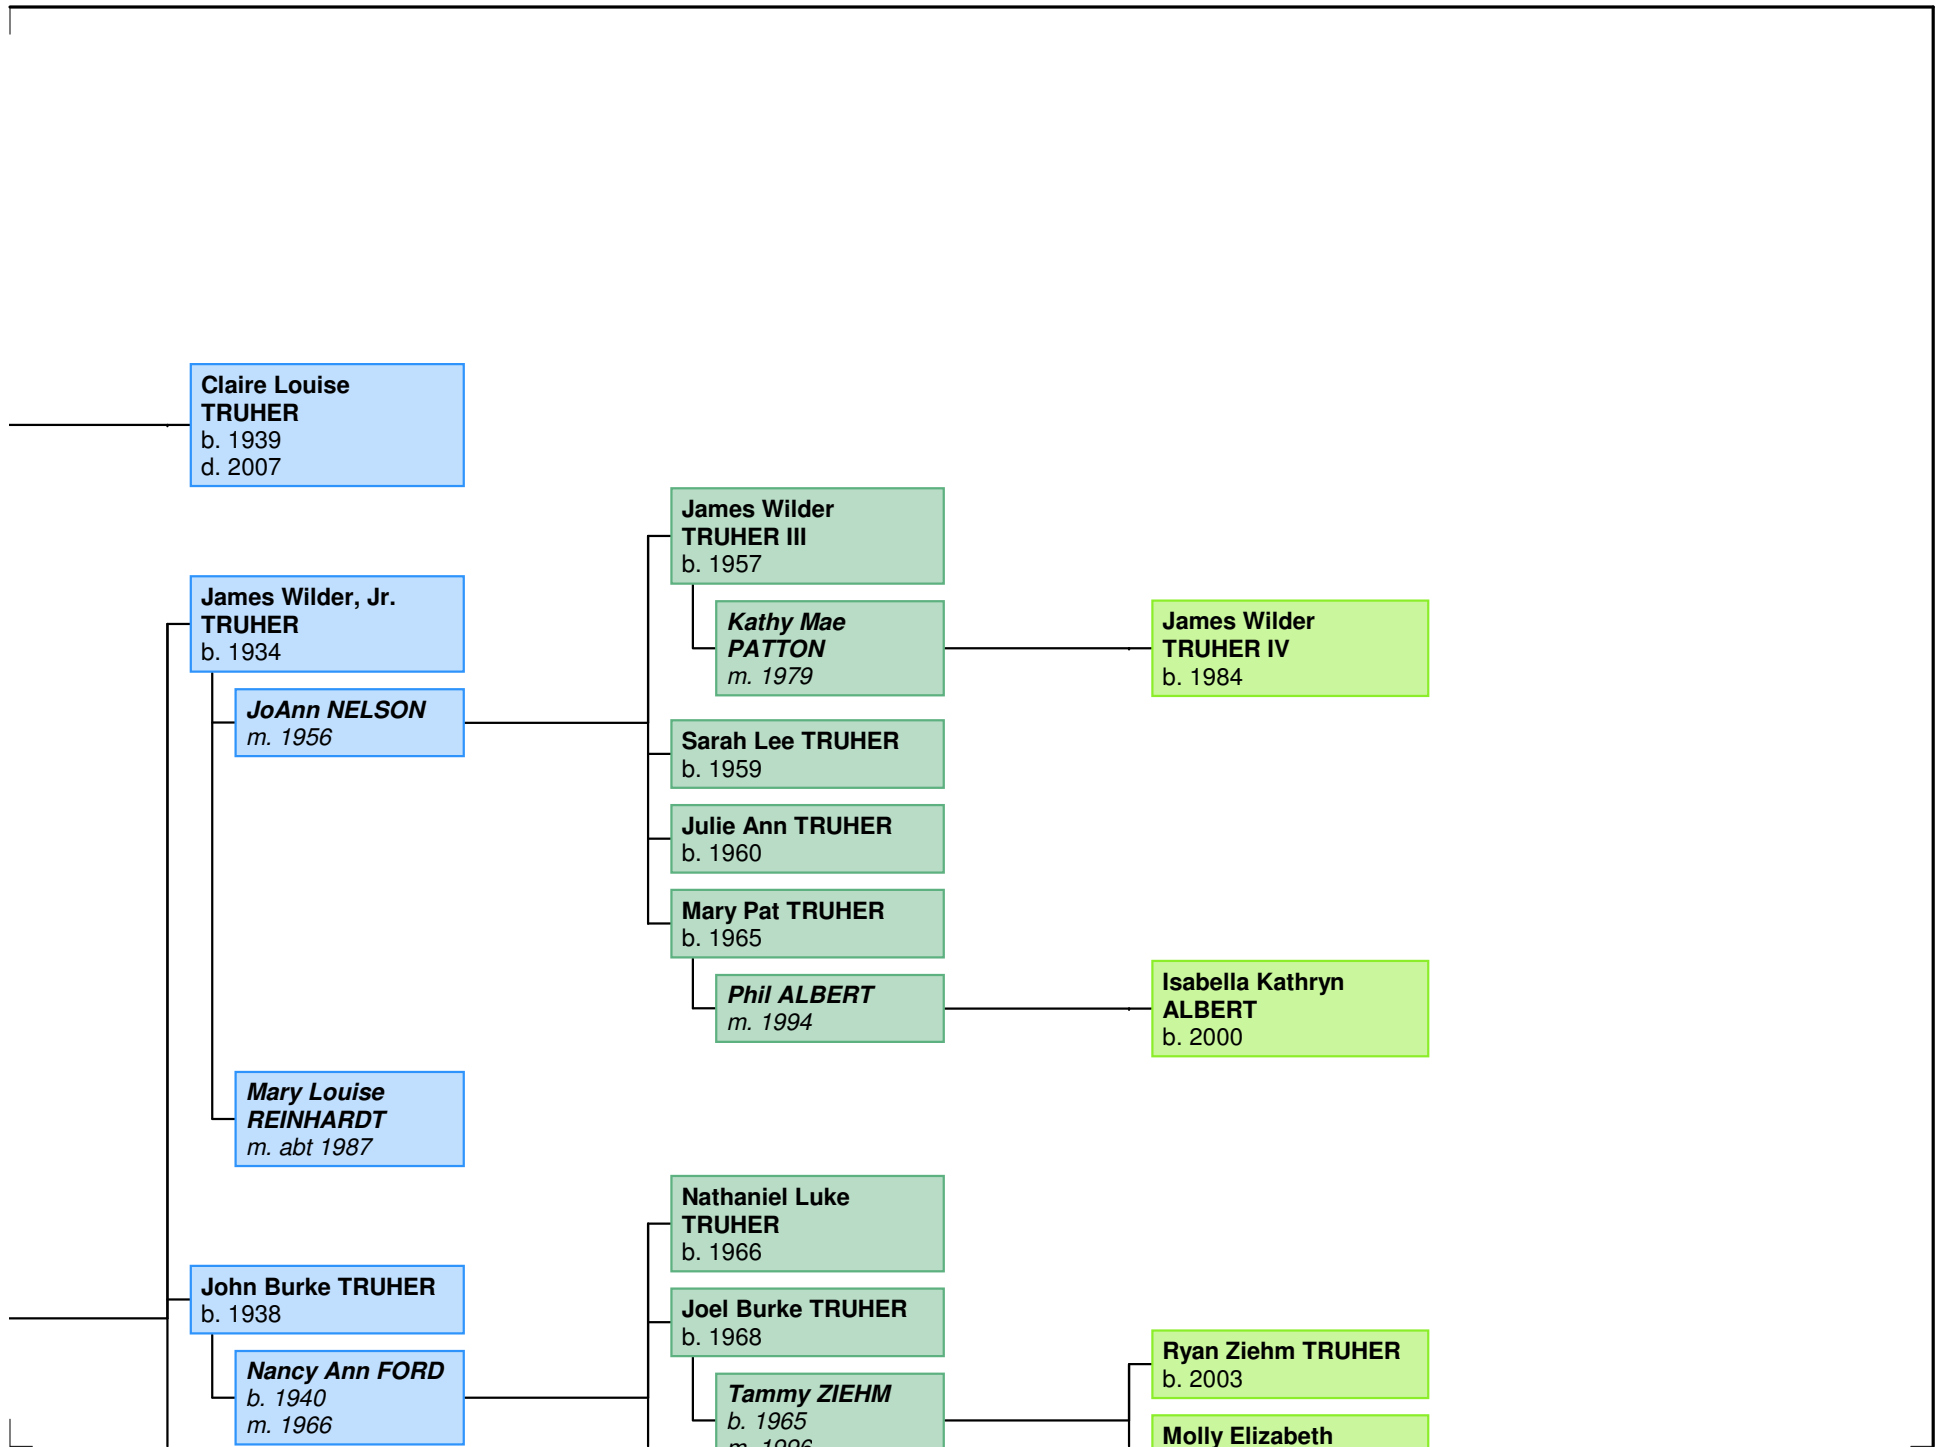 Claire Louise
TRUHER
b. 1939
d. 2007
James Wilder
TRUHER III
b. 1957
James Wilder, Jr.
TRUHER
b. 1934
Kathy Mae
PATTON
m. 1979
James Wilder
TRUHER IV
b. 1984
JoAnn NELSON
m. 1956
Sarah Lee TRUHER
b. 1959
Julie Ann TRUHER
b. 1960
Mary Pat TRUHER
b. 1965
Phil ALBERT
m. 1994
Isabella Kathryn
ALBERT
b. 2000
Mary Louise
REINHARDT
m. abt 1987
Nathaniel Luke
TRUHER
b. 1966
John Burke TRUHER
b. 1938
Joel Burke TRUHER
b. 1968
Nancy Ann FORD
b. 1940
m. 1966
Tammy ZIEHM
b. 1965
m. 1996
Ryan Ziehm TRUHER
b. 2003
Molly Elizabeth